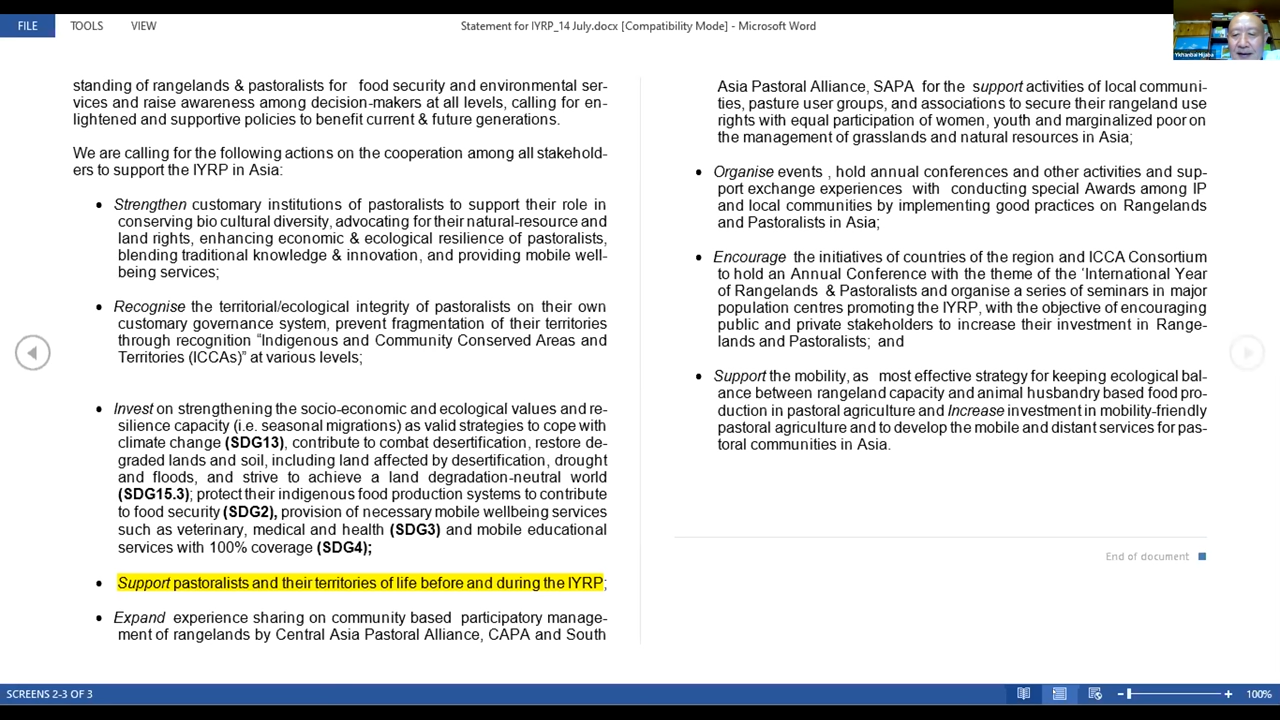 FILE TOOLS VIEW Statement for IYRP_14 July.docx [Compatibility Mode] - Microsoft Word
Ykhanbai Hijaba
standing of rangelands & pastoralists for food security and environmental ser-
vices and raise awareness among decision-makers at all levels, calling for en-
lightened and supportive policies to benefit current & future generations.
We are calling for the following actions on the cooperation among all stakehold-
ers to support the IYRP in Asia:
• Strengthen customary institutions of pastoralists to support their role in
conserving bio cultural diversity, advocating for their natural-resource and
land rights, enhancing economic & ecological resilience of pastoralists,
blending traditional knowledge & innovation, and providing mobile well-
being services;
• Recognise the territorial/ecological integrity of pastoralists on their own
customary governance system, prevent fragmentation of their territories
through recognition “Indigenous and Community Conserved Areas and
Territories (ICCAs)” at various levels;
• Invest on strengthening the socio-economic and ecological values and re-
silience capacity (i.e. seasonal migrations) as valid strategies to cope with
climate change (SDG13), contribute to combat desertification, restore de-
graded lands and soil, including land affected by desertification, drought
and floods, and strive to achieve a land degradation-neutral world
(SDG15.3); protect their indigenous food production systems to contribute
to food security (SDG2), provision of necessary mobile wellbeing services
such as veterinary, medical and health (SDG3) and mobile educational
services with 100% coverage (SDG4);
• Support pastoralists and their territories of life before and during the IYRP;
• Expand experience sharing on community based participatory manage-
ment of rangelands by Central Asia Pastoral Alliance, CAPA and South
Asia Pastoral Alliance, SAPA for the support activities of local communi-
ties, pasture user groups, and associations to secure their rangeland use
rights with equal participation of women, youth and marginalized poor on
the management of grasslands and natural resources in Asia;
• Organise events , hold annual conferences and other activities and sup-
port exchange experiences with conducting special Awards among IP
and local communities by implementing good practices on Rangelands
and Pastoralists in Asia;
• Encourage the initiatives of countries of the region and ICCA Consortium
to hold an Annual Conference with the theme of the ‘International Year
of Rangelands & Pastoralists and organise a series of seminars in major
population centres promoting the IYRP, with the objective of encouraging
public and private stakeholders to increase their investment in Range-
lands and Pastoralists; and
• Support the mobility, as most effective strategy for keeping ecological bal-
ance between rangeland capacity and animal husbandry based food pro-
duction in pastoral agriculture and Increase investment in mobility-friendly
pastoral agriculture and to develop the mobile and distant services for pas-
toral communities in Asia.
End of document
SCREENS 2-3 OF 3 100%